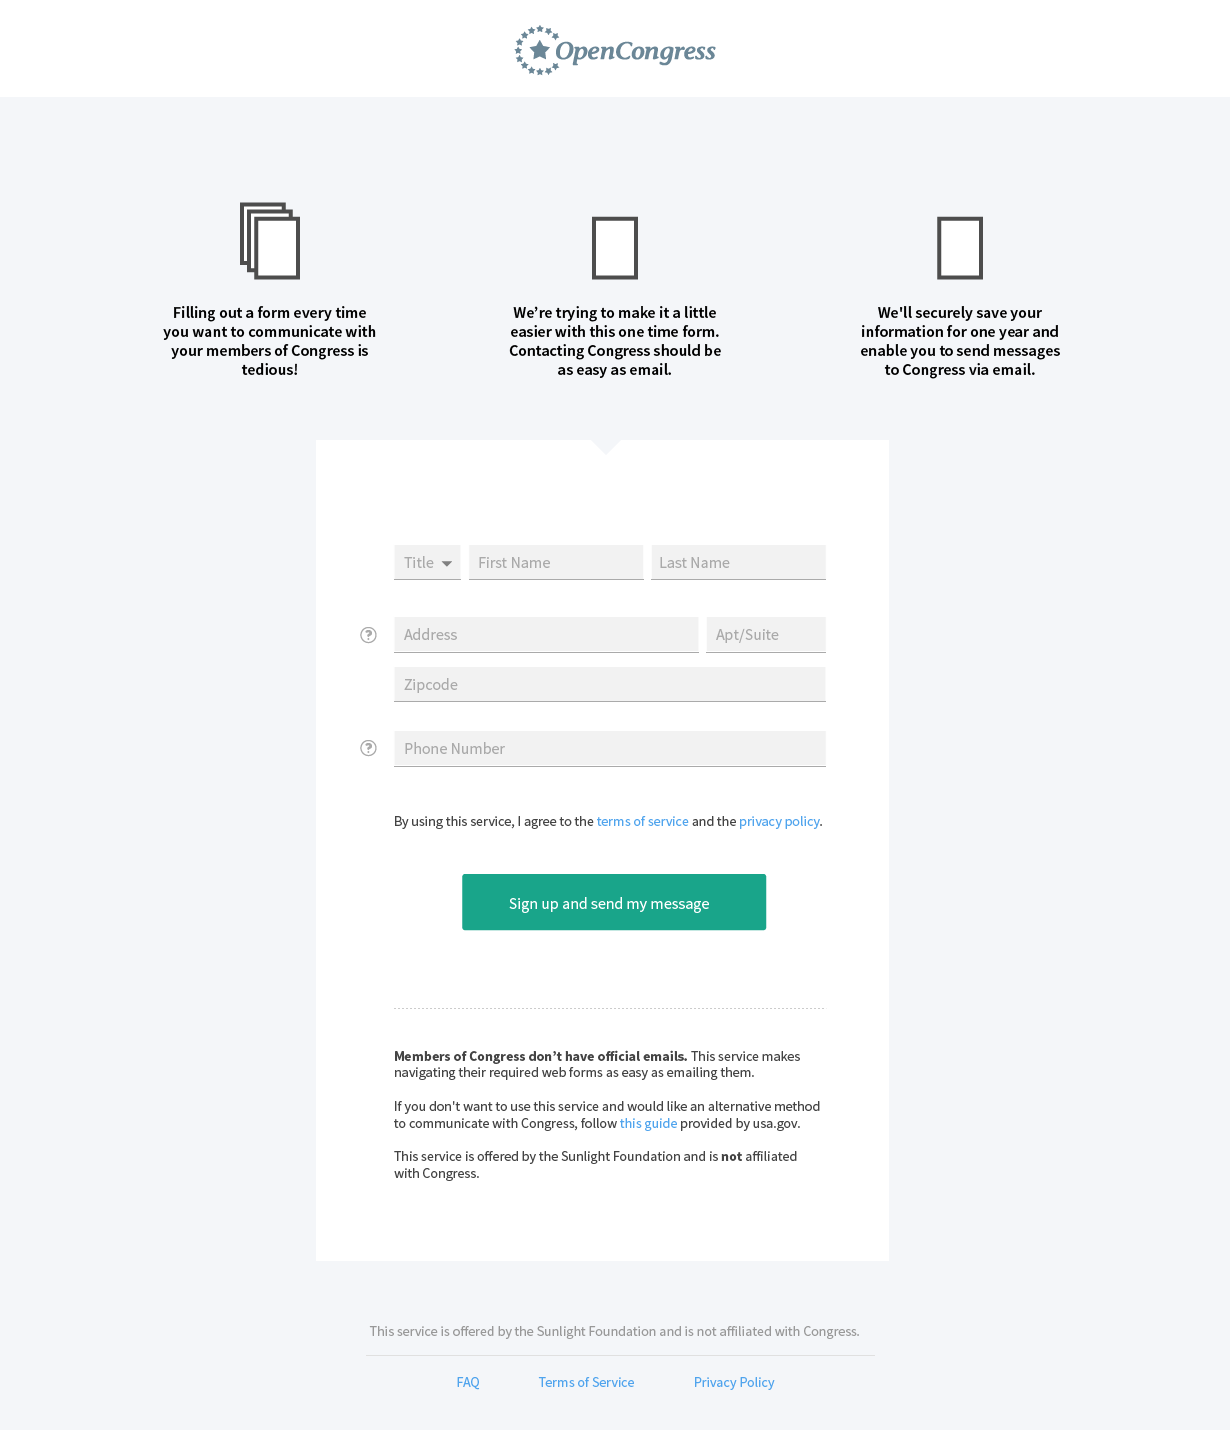 OpenCongress
Filling out a form every time
you want to communicate with
your members of Congress is
tedious!
We’re trying to make it a little
easier with this one time form.
Contacting Congress should be
as easy as email.
We'll securely save your
information for one year and
enable you to send messages
to Congress via email.
Title
First Name
Last Name
?
Address
Apt/Suite
Zipcode
?
Phone Number
By using this service, I agree to the terms of service and the privacy policy.
Sign up and send my message
Members of Congress don’t have official emails. This service makes
navigating their required web forms as easy as emailing them.
If you don't want to use this service and would like an alternative method
to communicate with Congress, follow this guide provided by usa.gov.
This service is offered by the Sunlight Foundation and is not affiliated
with Congress.
This service is offered by the Sunlight Foundation and is not affiliated with Congress.
FAQ
Terms of Service
Privacy Policy